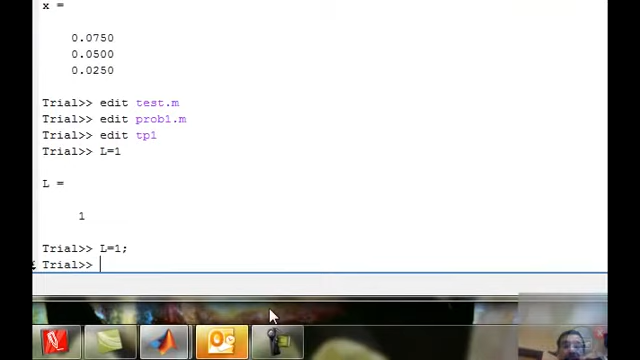 x =
0.0750
0.0500
0.0250
Trial>> edit test.m
Trial>> edit prob1.m
Trial>> edit tp1
Trial>> L=1
L =
1
Trial>> L=1;
Trial>>